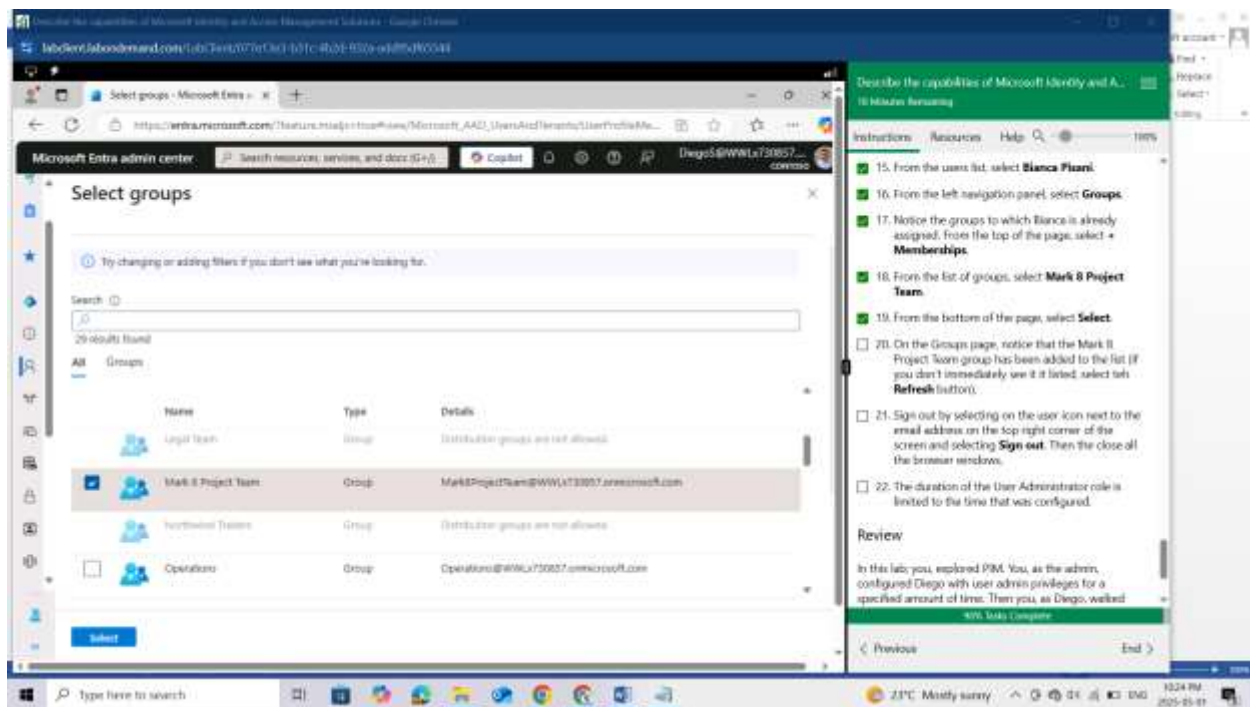 Describe the capabilities of Microsoft Identity and Access Management Solutions - Google Chrome
Select groups - Microsoft Entra
Microsoft Entra admin center
Search resources, services, and docs (G+/)
Copilot
Select groups
Try changing or adding filters if you don't see what you're looking for.
Search
29 results found
All Groups
Name Type Details
Legal Team Group Distribution groups are not allowed.
Mark 8 Project Team Group
Northwind Traders Group Distribution groups are not allowed.
Operations Group
Select
Describe the capabilities of Microsoft Identity and A...
Minutes Remaining
Instructions Resources Help 100%
15. From the users list, select Bianca Pisani.
16. From the left navigation panel, select Groups.
17. Notice the groups to which Bianca is already
assigned. From the top of the page, select +
Memberships.
18. From the list of groups, select Mark 8 Project
Team.
19. From the bottom of the page, select Select.
20. On the Groups page, notice that the Mark 8
Project Team group has been added to the list (if
you don't immediately see it it listed, select teh
Refresh button).
21. Sign out by selecting on the user icon next to the
email address on the top right corner of the
screen and selecting Sign out. Then the close all
the browser windows.
22. The duration of the User Administrator role is
limited to the time that was configured.
Review
In this lab, you explored PIM. You, as the admin,
configured Diego with user admin privileges for a
specified amount of time. Then you, as Diego, walked
Tasks Complete
< Previous End >
Replace
Select
Type here to search
23°C Mostly sunny
ENG
10:24 PM